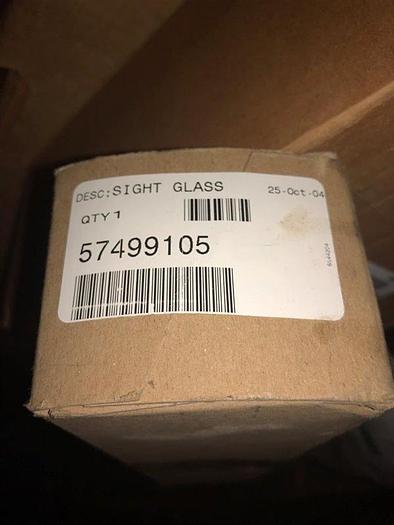 DESC:SIGHT GLASS 25-Oct-04
QTY 1
57499105